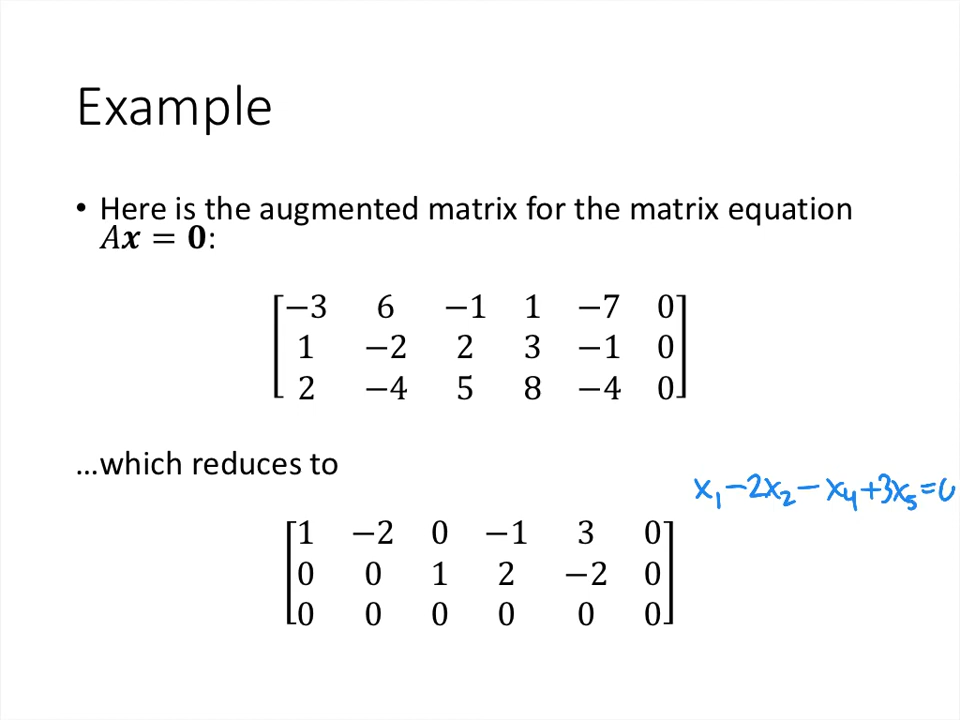 Example
• Here is the augmented matrix for the matrix equation
Ax = 0:
−3 6 −1 1 −7 0
1 −2 2 3 −1 0
2 −4 5 8 −4 0
…which reduces to
x₁−2x₂−x₄+3x₅=0
1 −2 0 −1 3 0
0 0 1 2 −2 0
0 0 0 0 0 0